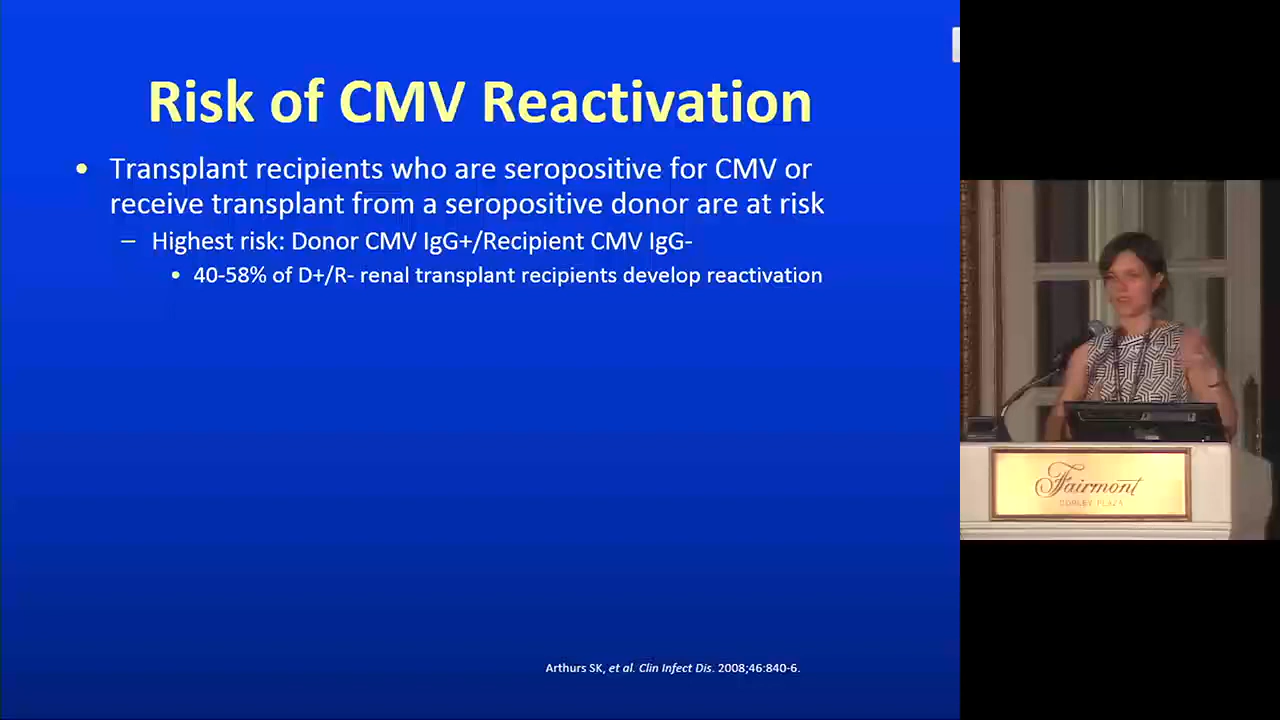 Risk of CMV Reactivation
• Transplant recipients who are seropositive for CMV or
receive transplant from a seropositive donor are at risk
– Highest risk: Donor CMV IgG+/Recipient CMV IgG-
• 40-58% of D+/R- renal transplant recipients develop reactivation
Arthurs SK, et al. Clin Infect Dis. 2008;46:840-6.
Fairmont
COPLEY PLAZA